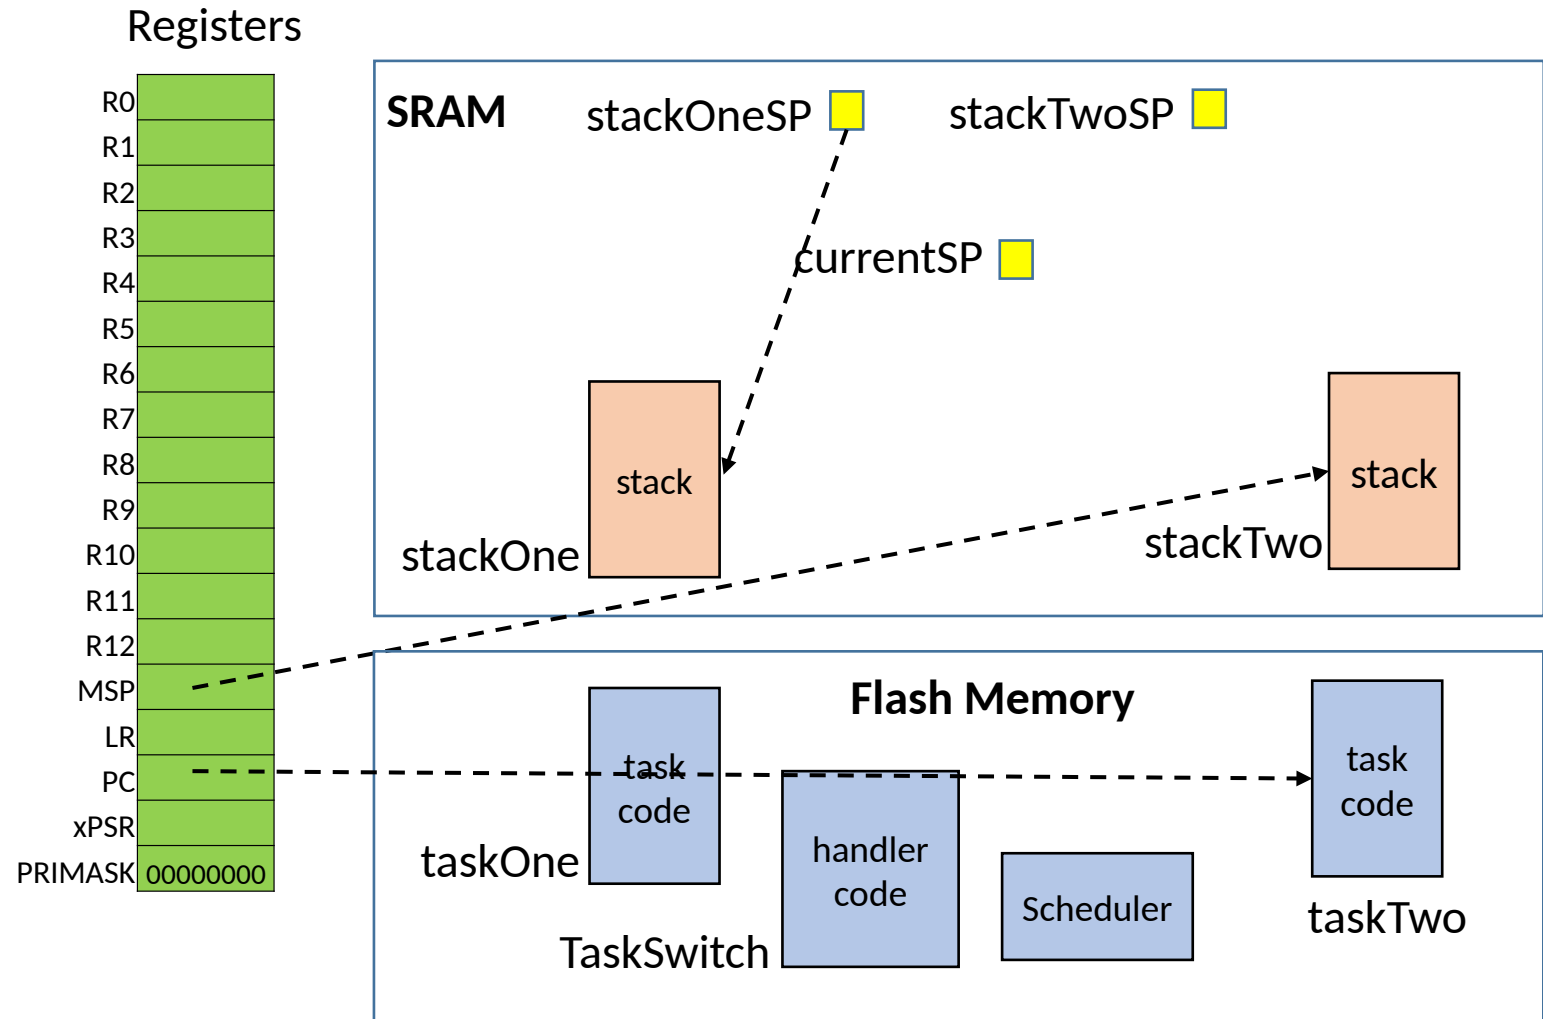 Registers
R0
R1
R2
R3
R4
R5
R6
R7
R8
R9
R10
R11
R12
MSP
LR
PC
xPSR
PRIMASK 00000000
SRAM
stackOneSP
stackTwoSP
currentSP
stack
stackOne
stack
stackTwo
Flash Memory
task
code
taskOne
handler
code
TaskSwitch
Scheduler
task
code
taskTwo